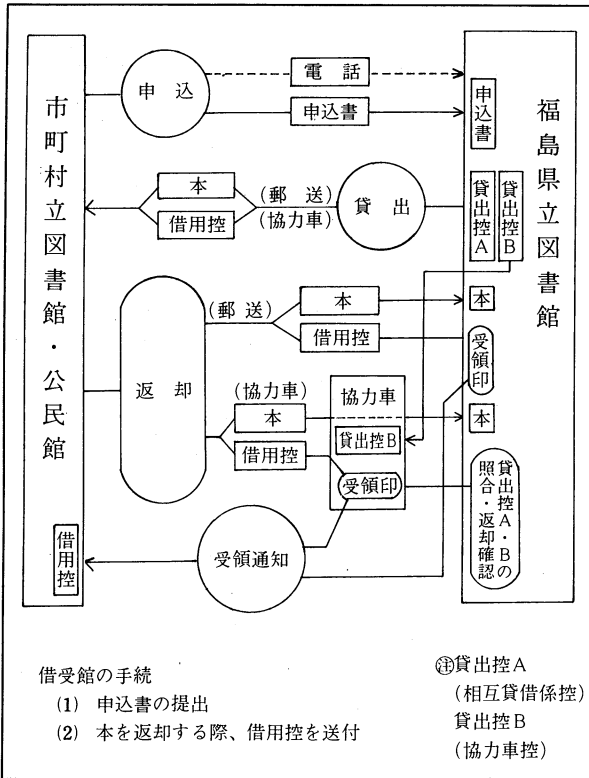 市町村立図書館・公民館
申込
電話
申込書
申込書
福島県立図書館
本
借用控
(郵送)
(協力車)
貸出
貸出控A
貸出控B
返却
(郵送)
本
借用控
本
受領印
(協力車)
本
借用控
協力車
貸出控B
受領印
本
貸出控A・Bの
照合・返却確認
借用控
受領通知
借受館の手続
(1) 申込書の提出
(2) 本を返却する際、借用控を送付
㊟貸出控A
(相互貸借係控)
貸出控B
(協力車控)